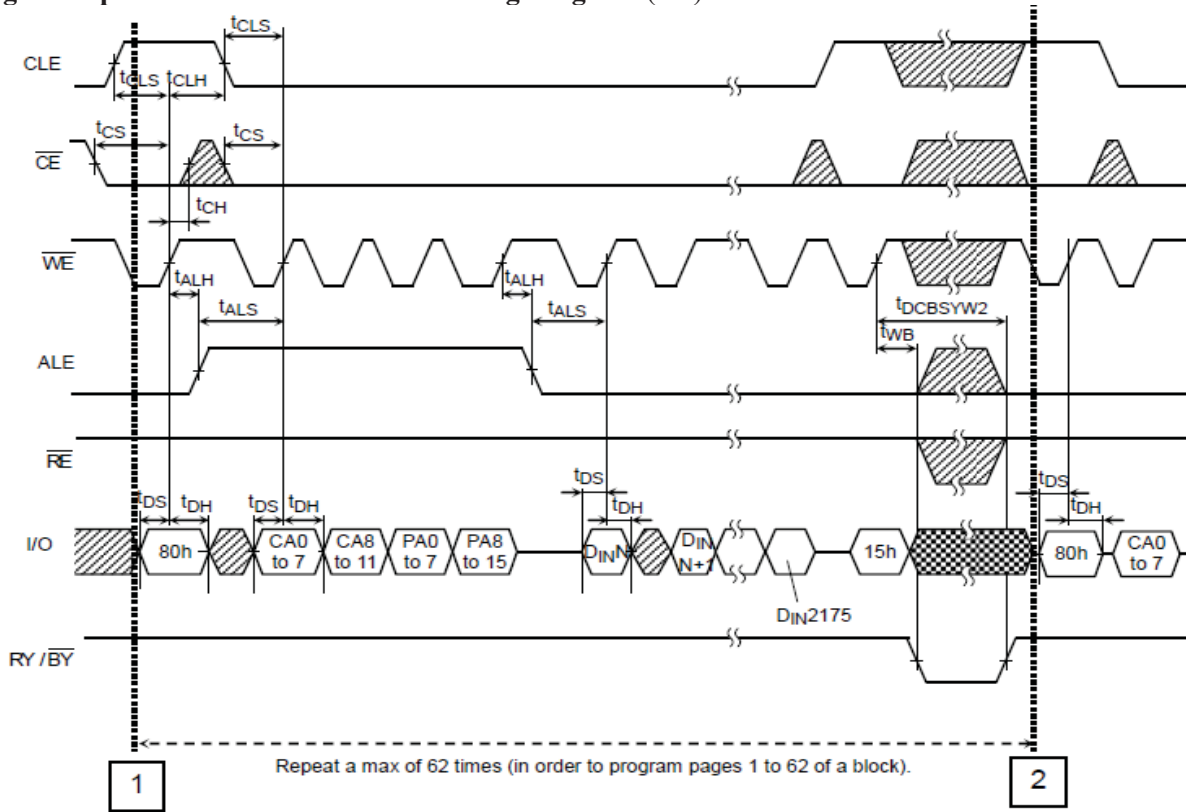 tCLS
CLE
tCLS tCLH
tCS tCS
CE
tCH
WE
tALH tALH
tALS tALS
tDCBSYW2
tWB
ALE
RE
tDS tDH tDS tDH tDS tDH tDS tDH
I/O
80h
CA0 to 7
CA8 to 11
PA0 to 7
PA8 to 15
DINN
DIN N+1
15h
80h
CA0 to 7
DIN2175
RY /BY
Repeat a max of 62 times (in order to program pages 1 to 62 of a block).
1
2